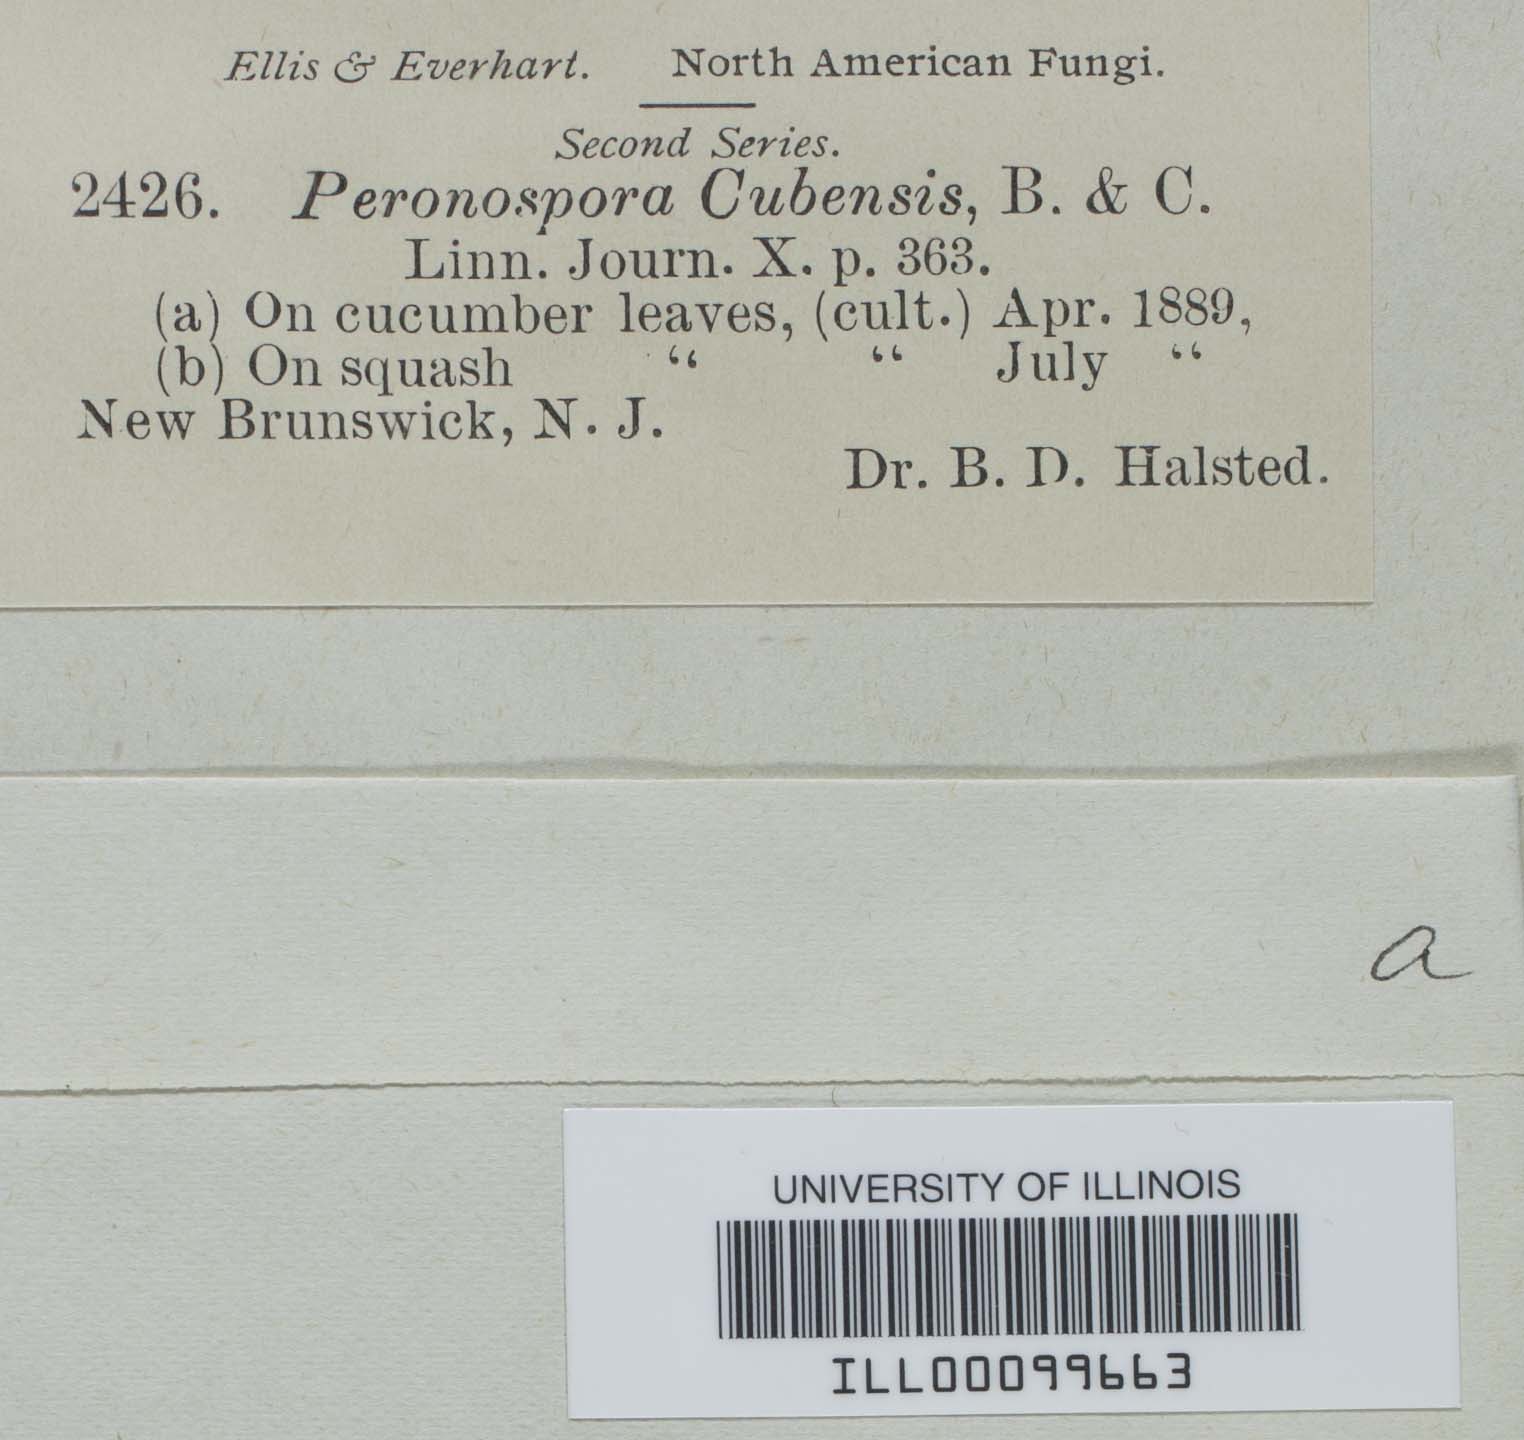 Ellis & Everhart. North American Fungi.
Second Series.
2426. Peronospora Cubensis, B. & C.
Linn. Journ. X. p. 363.
(a) On cucumber leaves, (cult.) Apr. 1889,
(b) On squash “ “ July “
New Brunswick, N. J.
Dr. B. D. Halsted.
a
UNIVERSITY OF ILLINOIS
ILL00099663